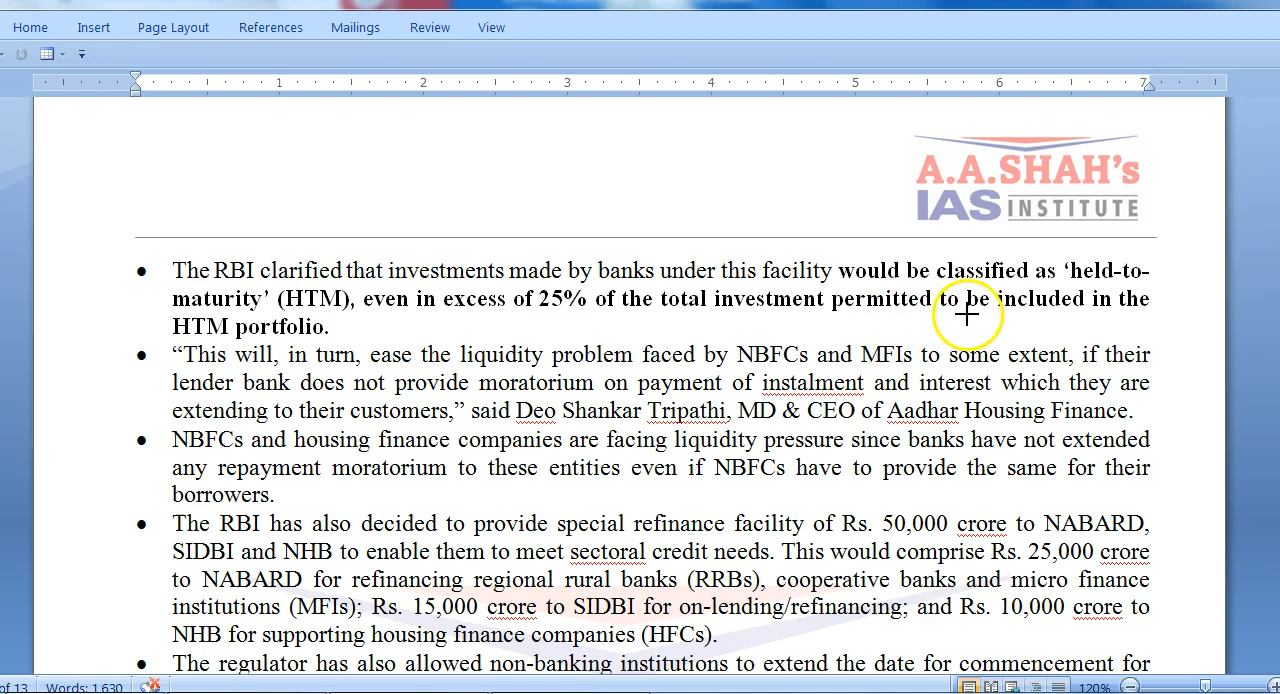 Home Insert Page Layout References Mailings Review View
1 2 3 4 5 6 7
A.A.SHAH's
IAS INSTITUTE
• The RBI clarified that investments made by banks under this facility would be classified as ‘held-to-
maturity’ (HTM), even in excess of 25% of the total investment permitted to be included in the
HTM portfolio.
• “This will, in turn, ease the liquidity problem faced by NBFCs and MFIs to some extent, if their
lender bank does not provide moratorium on payment of instalment and interest which they are
extending to their customers,” said Deo Shankar Tripathi, MD & CEO of Aadhar Housing Finance.
• NBFCs and housing finance companies are facing liquidity pressure since banks have not extended
any repayment moratorium to these entities even if NBFCs have to provide the same for their
borrowers.
• The RBI has also decided to provide special refinance facility of Rs. 50,000 crore to NABARD,
SIDBI and NHB to enable them to meet sectoral credit needs. This would comprise Rs. 25,000 crore
to NABARD for refinancing regional rural banks (RRBs), cooperative banks and micro finance
institutions (MFIs); Rs. 15,000 crore to SIDBI for on-lending/refinancing; and Rs. 10,000 crore to
NHB for supporting housing finance companies (HFCs).
• The regulator has also allowed non-banking institutions to extend the date for commencement for
of 13 Words: 1,630 120%